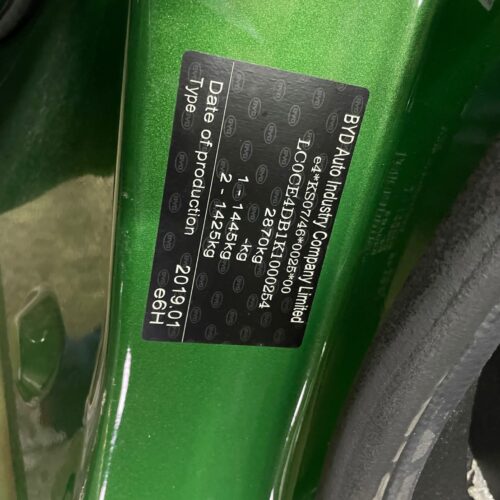 BYD Auto Industry Company Limited
e4*KS07/46*0025*00
LC0CE4DB1K1000254
2870kg
-kg
1 - 1445kg
2 - 1425kg
Date of production 2019.01
Type e6H